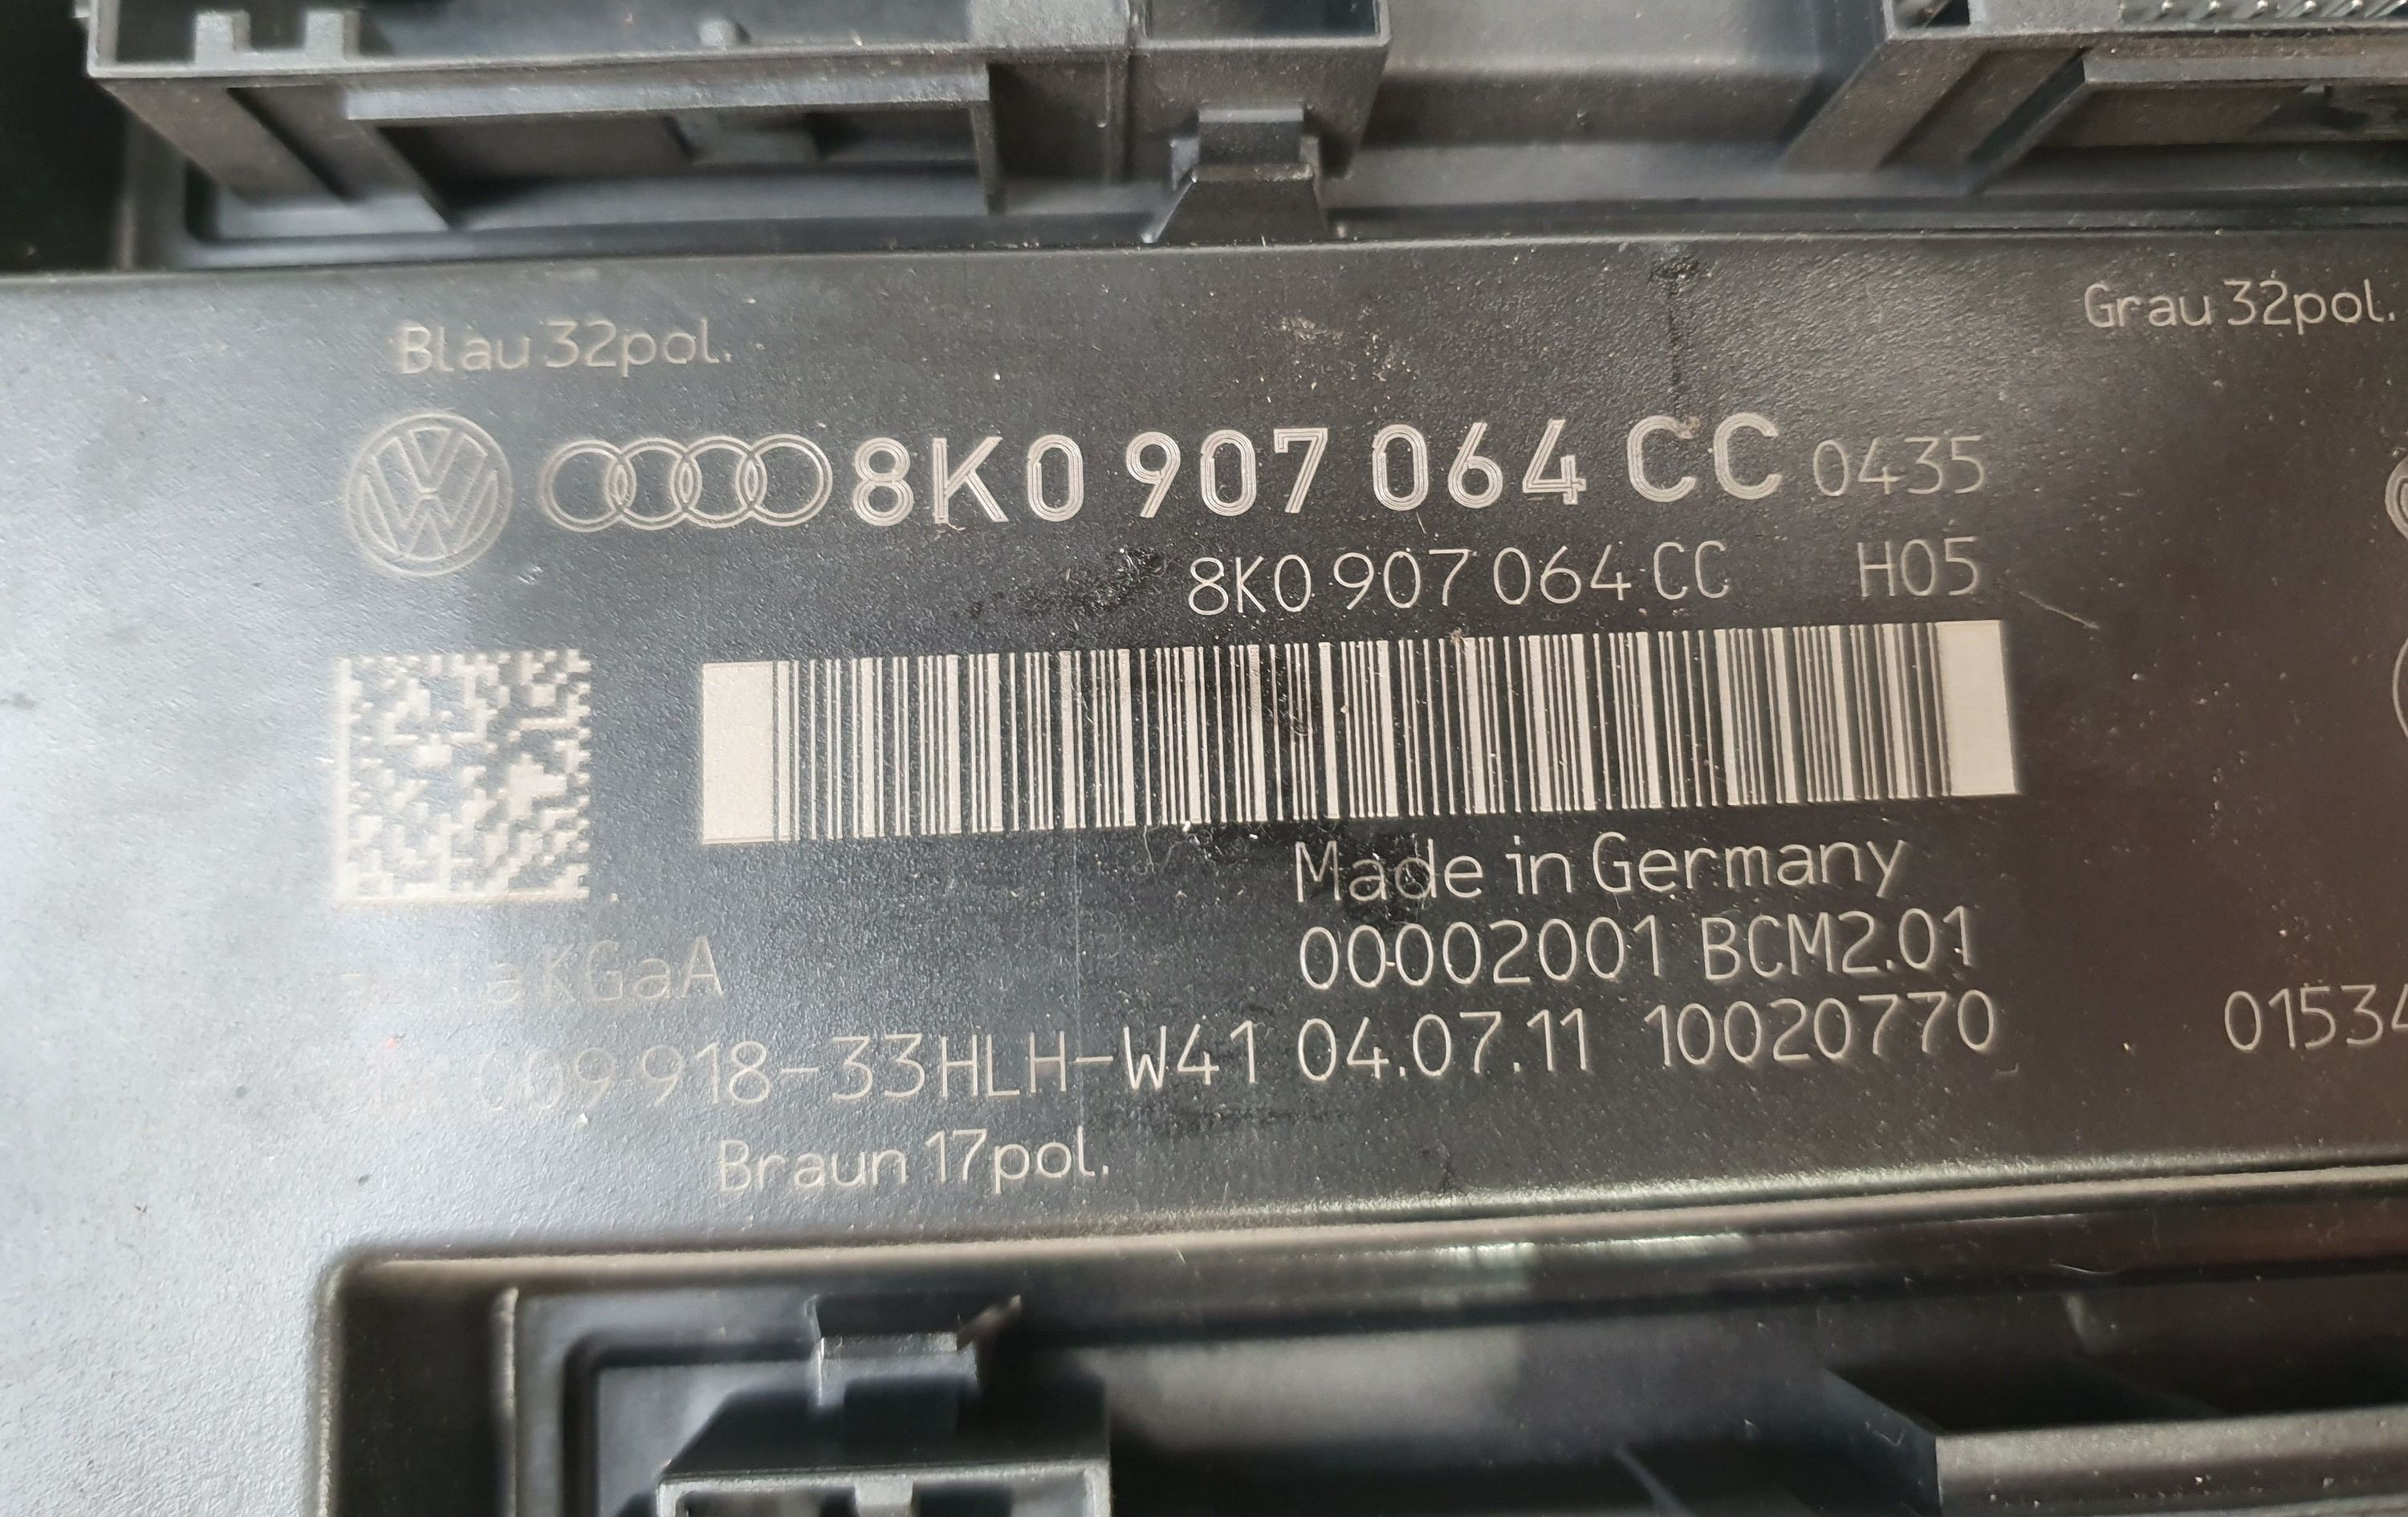 Blau 32pol.
Grau 32pol.
8K0 907 064 CC 0435
8K0 907 064 CC H05
Made in Germany
00002001 BCM2.01
KGaA
918-33HLH-W41 04.07.11 10020770
Braun 17pol.